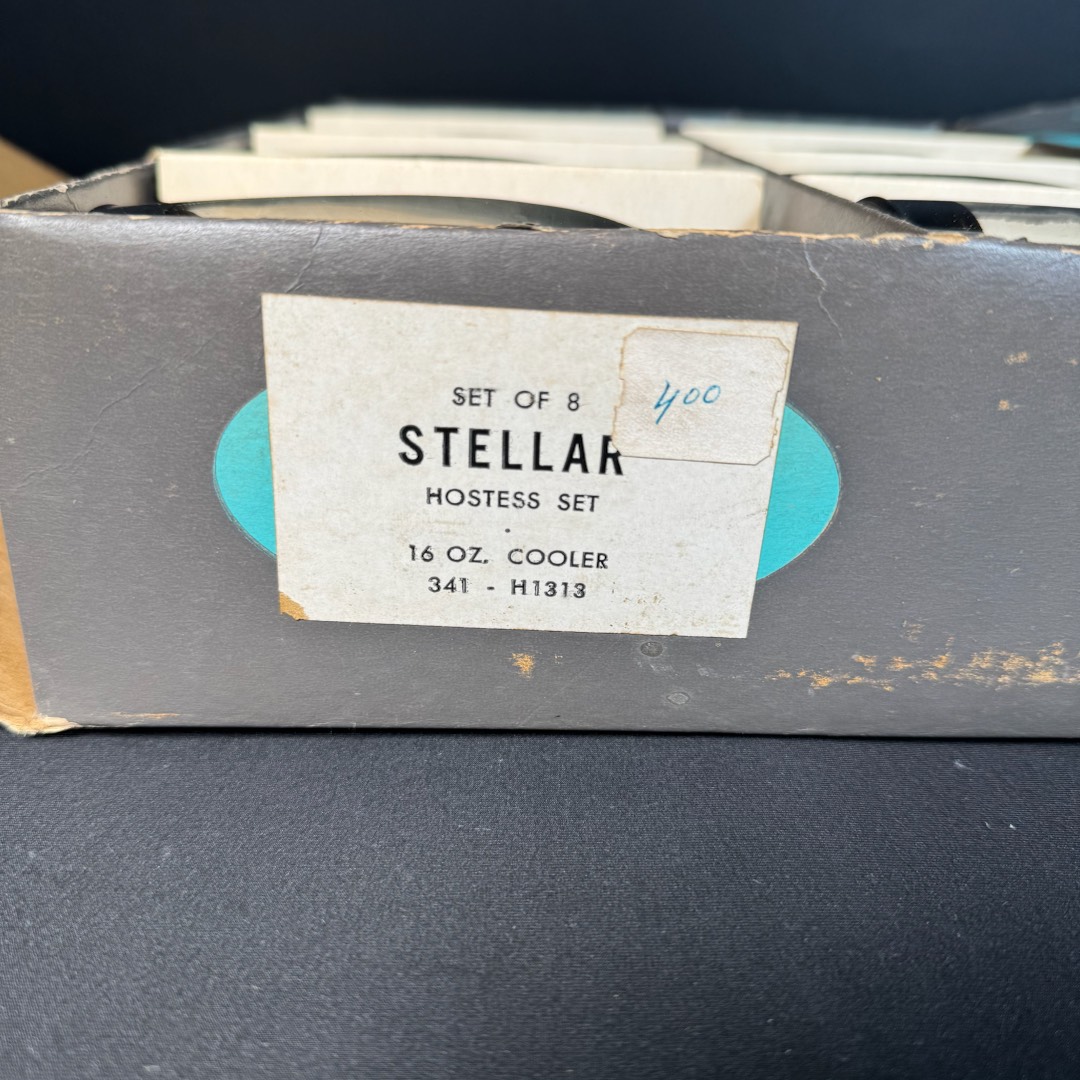 SET OF 8
400
STELLAR
HOSTESS SET
16 OZ. COOLER
341 - H1313